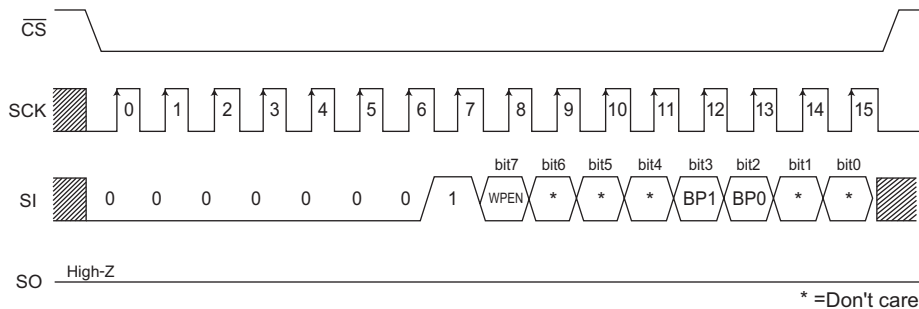 CS
SCK 0 1 2 3 4 5 6 7 8 9 10 11 12 13 14 15
bit7 bit6 bit5 bit4 bit3 bit2 bit1 bit0
SI 0 0 0 0 0 0 0 1 WPEN * * * BP1 BP0 * *
SO High-Z
* =Don't care